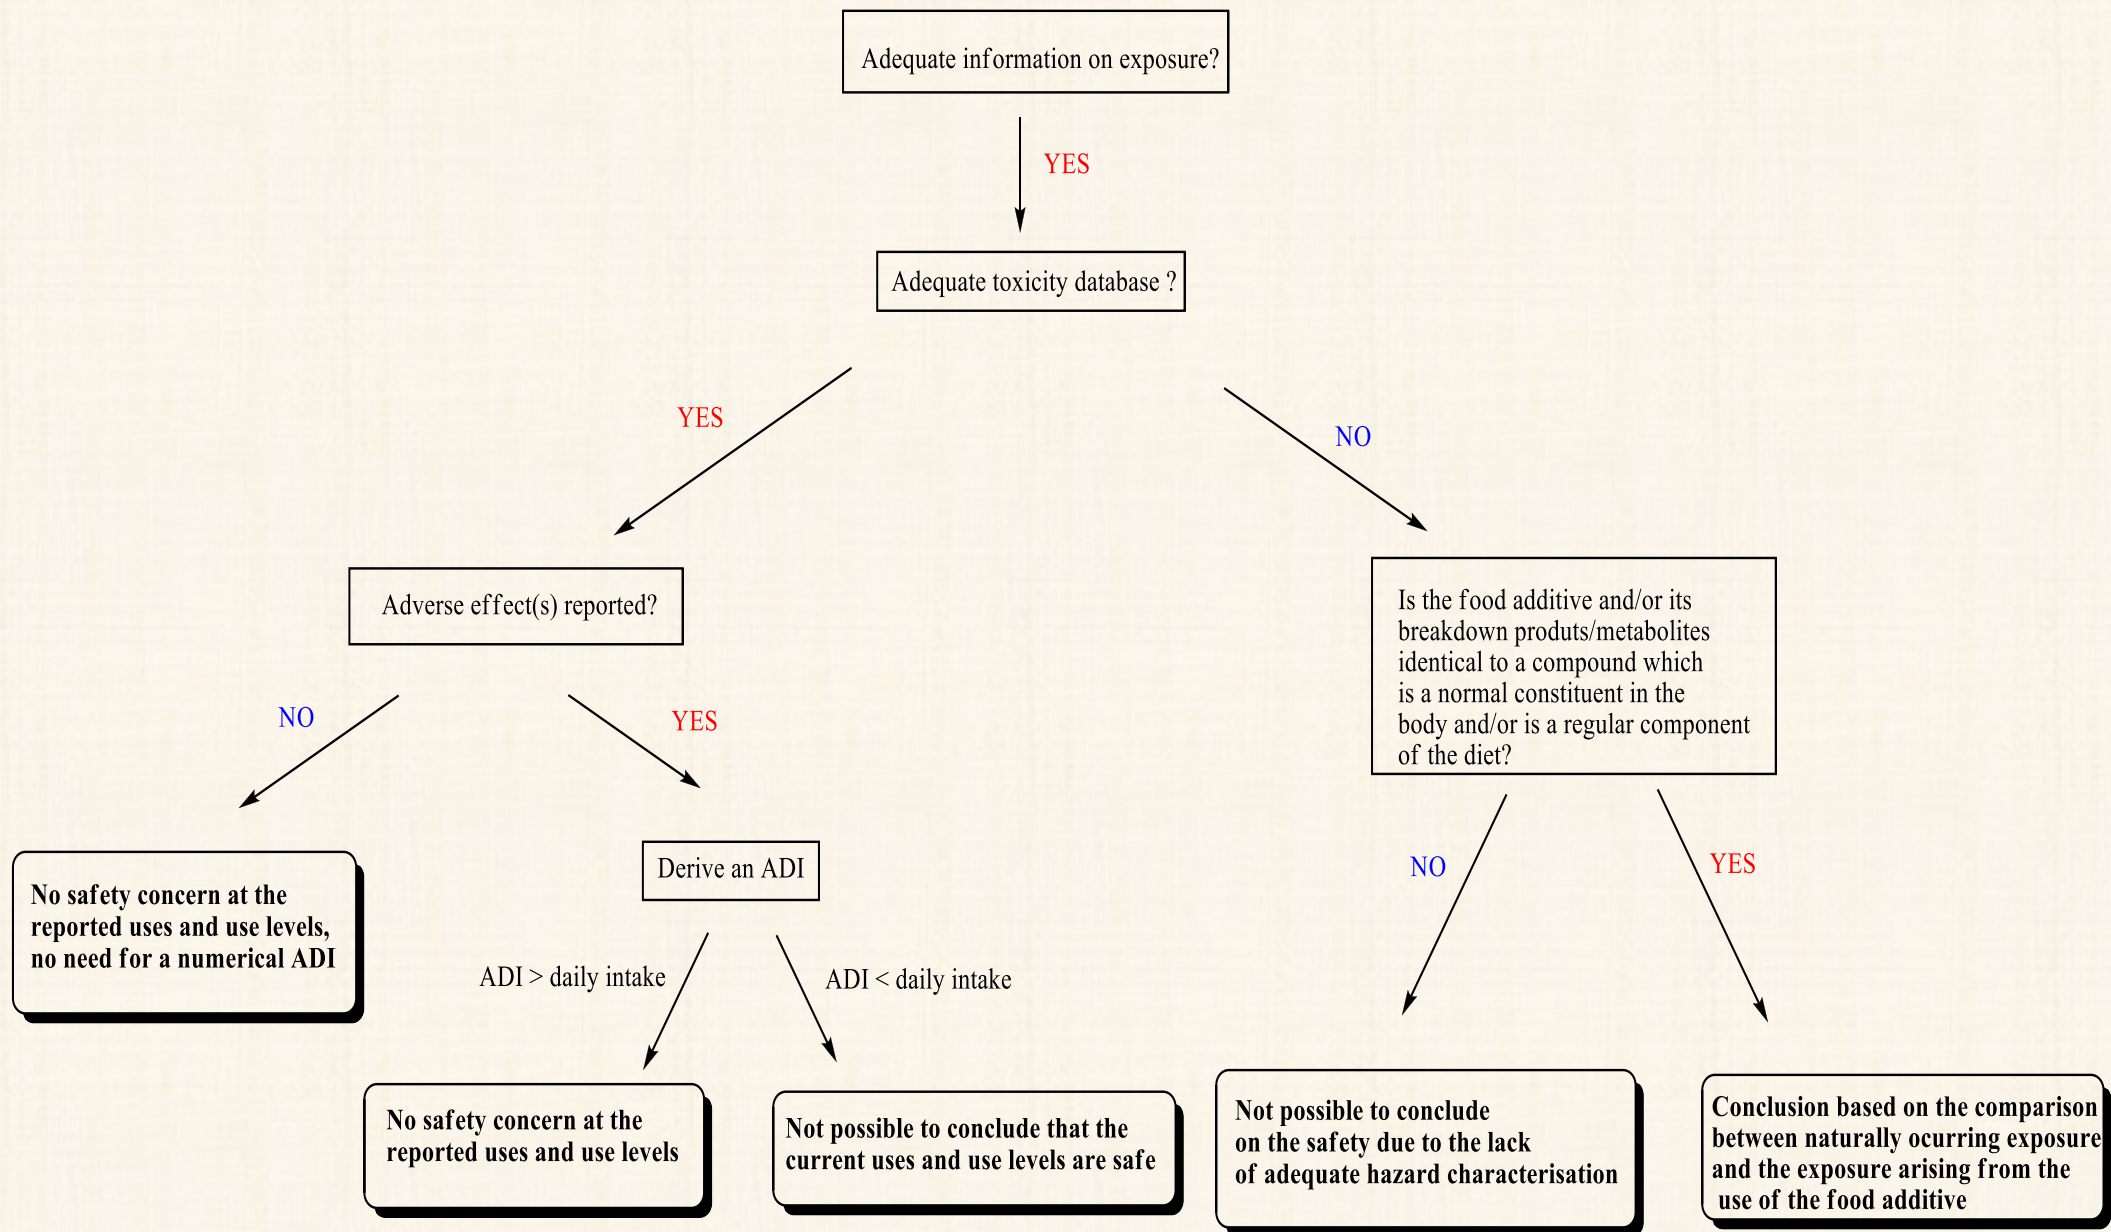 Adequate information on exposure?
YES
Adequate toxicity database ?
YES
NO
Adverse effect(s) reported?
Is the food additive and/or its
breakdown produts/metabolites
identical to a compound which
is a normal constituent in the
body and/or is a regular component
of the diet?
NO
YES
NO
YES
Derive an ADI
No safety concern at the
reported uses and use levels,
no need for a numerical ADI
ADI > daily intake
ADI < daily intake
No safety concern at the
reported uses and use levels
Not possible to conclude that the
current uses and use levels are safe
Not possible to conclude
on the safety due to the lack
of adequate hazard characterisation
Conclusion based on the comparison
between naturally ocurring exposure
and the exposure arising from the
use of the food additive